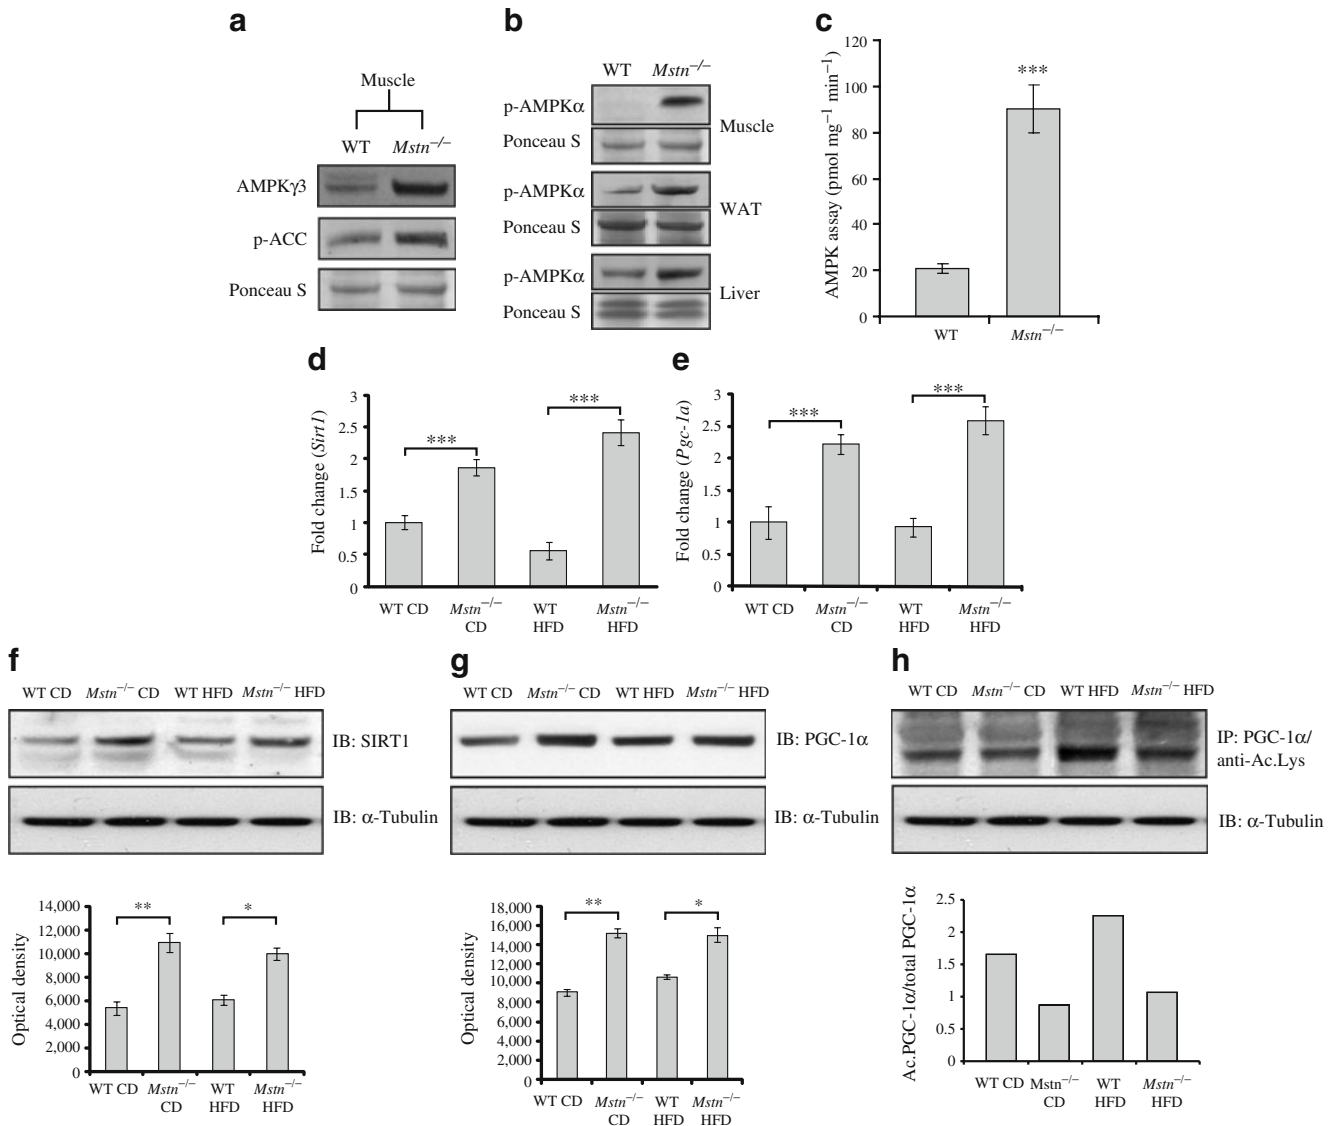 a
Muscle
WT Mstn−/−
AMPKγ3
p-ACC
Ponceau S
b
WT Mstn−/−
p-AMPKα
Ponceau S
Muscle
p-AMPKα
Ponceau S
WAT
p-AMPKα
Ponceau S
Liver
c
AMPK assay (pmol mg−1 min−1)
120
100
80
60
40
20
0
***
WT Mstn−/−
d
Fold change (Sirt1)
3
2.5
2
1.5
1
0.5
0
***
***
WT CD Mstn−/− CD WT HFD Mstn−/− HFD
e
Fold change (Pgc-1a)
3
2.5
2
1.5
1
0.5
0
***
***
WT CD Mstn−/− CD WT HFD Mstn−/− HFD
f
WT CD Mstn−/− CD WT HFD Mstn−/− HFD
IB: SIRT1
IB: α-Tubulin
Optical density
14,000
12,000
10,000
8,000
6,000
4,000
2,000
0
**
*
WT CD Mstn−/− CD WT HFD Mstn−/− HFD
g
WT CD Mstn−/− CD WT HFD Mstn−/− HFD
IB: PGC-1α
IB: α-Tubulin
Optical density
18,000
16,000
14,000
12,000
10,000
8,000
6,000
4,000
2,000
0
**
*
WT CD Mstn−/− CD WT HFD Mstn−/− HFD
h
WT CD Mstn−/− CD WT HFD Mstn−/− HFD
IP: PGC-1α/
anti-Ac.Lys
IB: α-Tubulin
Ac.PGC-1α/total PGC-1α
2.5
2
1.5
1
0.5
0
WT CD Mstn−/− CD WT HFD Mstn−/− HFD